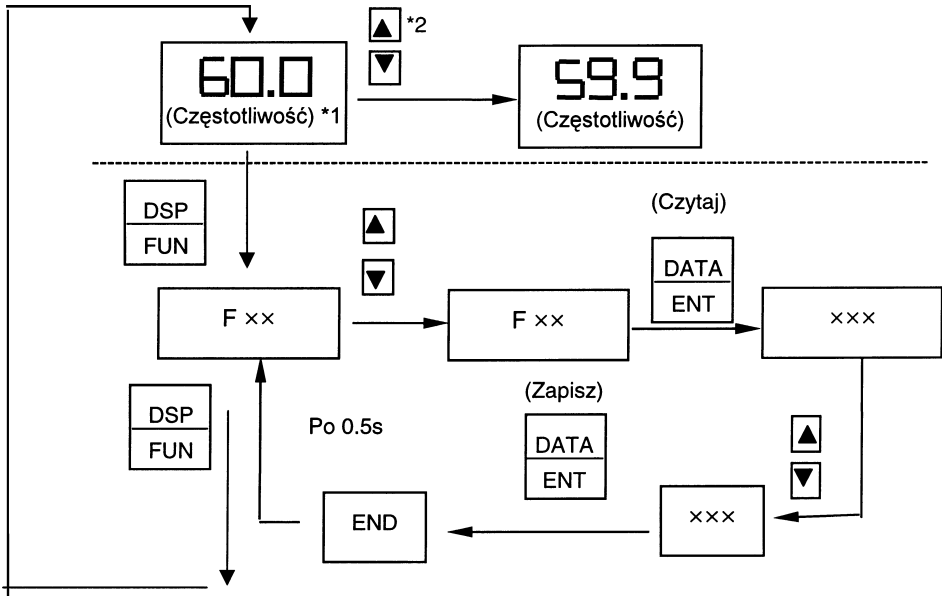 ▲ *2
▼
60.0
(Częstotliwość) *1
59.9
(Częstotliwość)
DSP
FUN
▲
▼
(Czytaj)
DATA
ENT
F ××
F ××
×××
DSP
FUN
Po 0.5s
(Zapisz)
DATA
ENT
▲
▼
END
×××